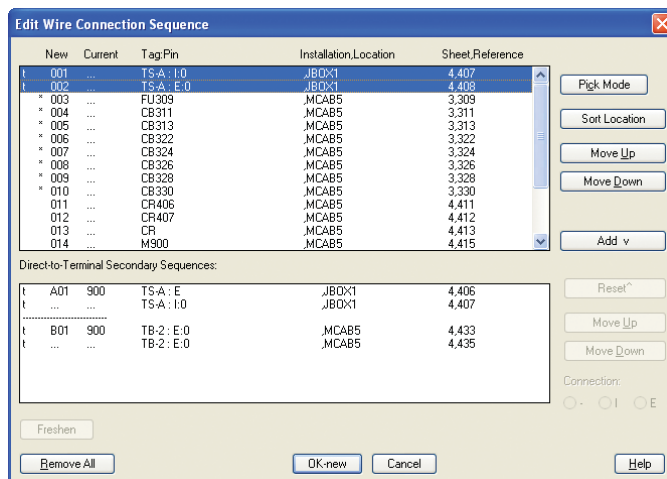 Edit Wire Connection Sequence
New Current Tag:Pin Installation,Location Sheet,Reference
t 001 ... TS-A : I:0 ,JBOX1 4,407
t 002 ... TS-A : E:0 ,JBOX1 4,408
* 003 ... FU309 ,MCAB5 3,309
* 004 ... CB311 ,MCAB5 3,311
* 005 ... CB313 ,MCAB5 3,313
* 006 ... CB322 ,MCAB5 3,322
* 007 ... CB324 ,MCAB5 3,324
* 008 ... CB326 ,MCAB5 3,326
* 009 ... CB328 ,MCAB5 3,328
* 010 ... CB330 ,MCAB5 3,330
011 ... CR406 ,MCAB5 4,411
012 ... CR407 ,MCAB5 4,412
013 ... CR ,MCAB5 4,413
014 ... M900 ,MCAB5 4,415
Pick Mode
Sort Location
Move Up
Move Down
Add v
Direct-to-Terminal Secondary Sequences:
t A01 900 TS-A : E ,JBOX1 4,406
t ... ... TS-A : I:0 ,JBOX1 4,407
------------------------
t B01 900 TB-2 : E:0 ,MCAB5 4,433
t ... ... TB-2 : E:0 ,MCAB5 4,435
Reset^
Move Up
Move Down
Connection:
- I E
Freshen
Remove All OK-new Cancel Help